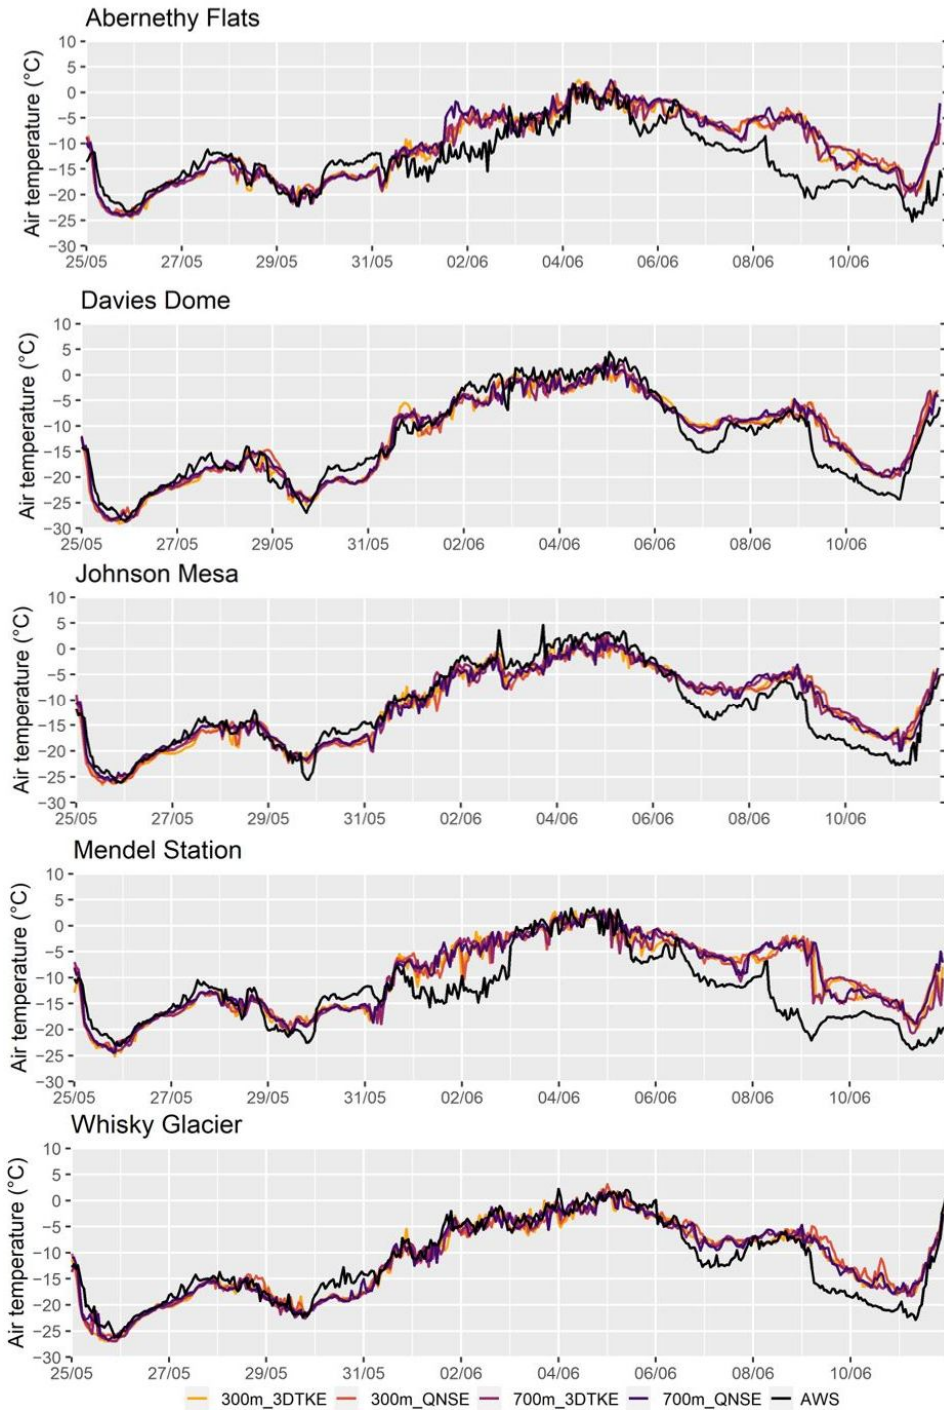 Abernethy Flats
Air temperature (°C)
10
5
0
−5
−10
−15
−20
−25
−30
25/05 27/05 29/05 31/05 02/06 04/06 06/06 08/06 10/06
Davies Dome
Air temperature (°C)
10
5
0
−5
−10
−15
−20
−25
−30
25/05 27/05 29/05 31/05 02/06 04/06 06/06 08/06 10/06
Johnson Mesa
Air temperature (°C)
10
5
0
−5
−10
−15
−20
−25
−30
25/05 27/05 29/05 31/05 02/06 04/06 06/06 08/06 10/06
Mendel Station
Air temperature (°C)
10
5
0
−5
−10
−15
−20
−25
−30
25/05 27/05 29/05 31/05 02/06 04/06 06/06 08/06 10/06
Whisky Glacier
Air temperature (°C)
10
5
0
−5
−10
−15
−20
−25
−30
25/05 27/05 29/05 31/05 02/06 04/06 06/06 08/06 10/06
300m_3DTKE 300m_QNSE 700m_3DTKE 700m_QNSE AWS